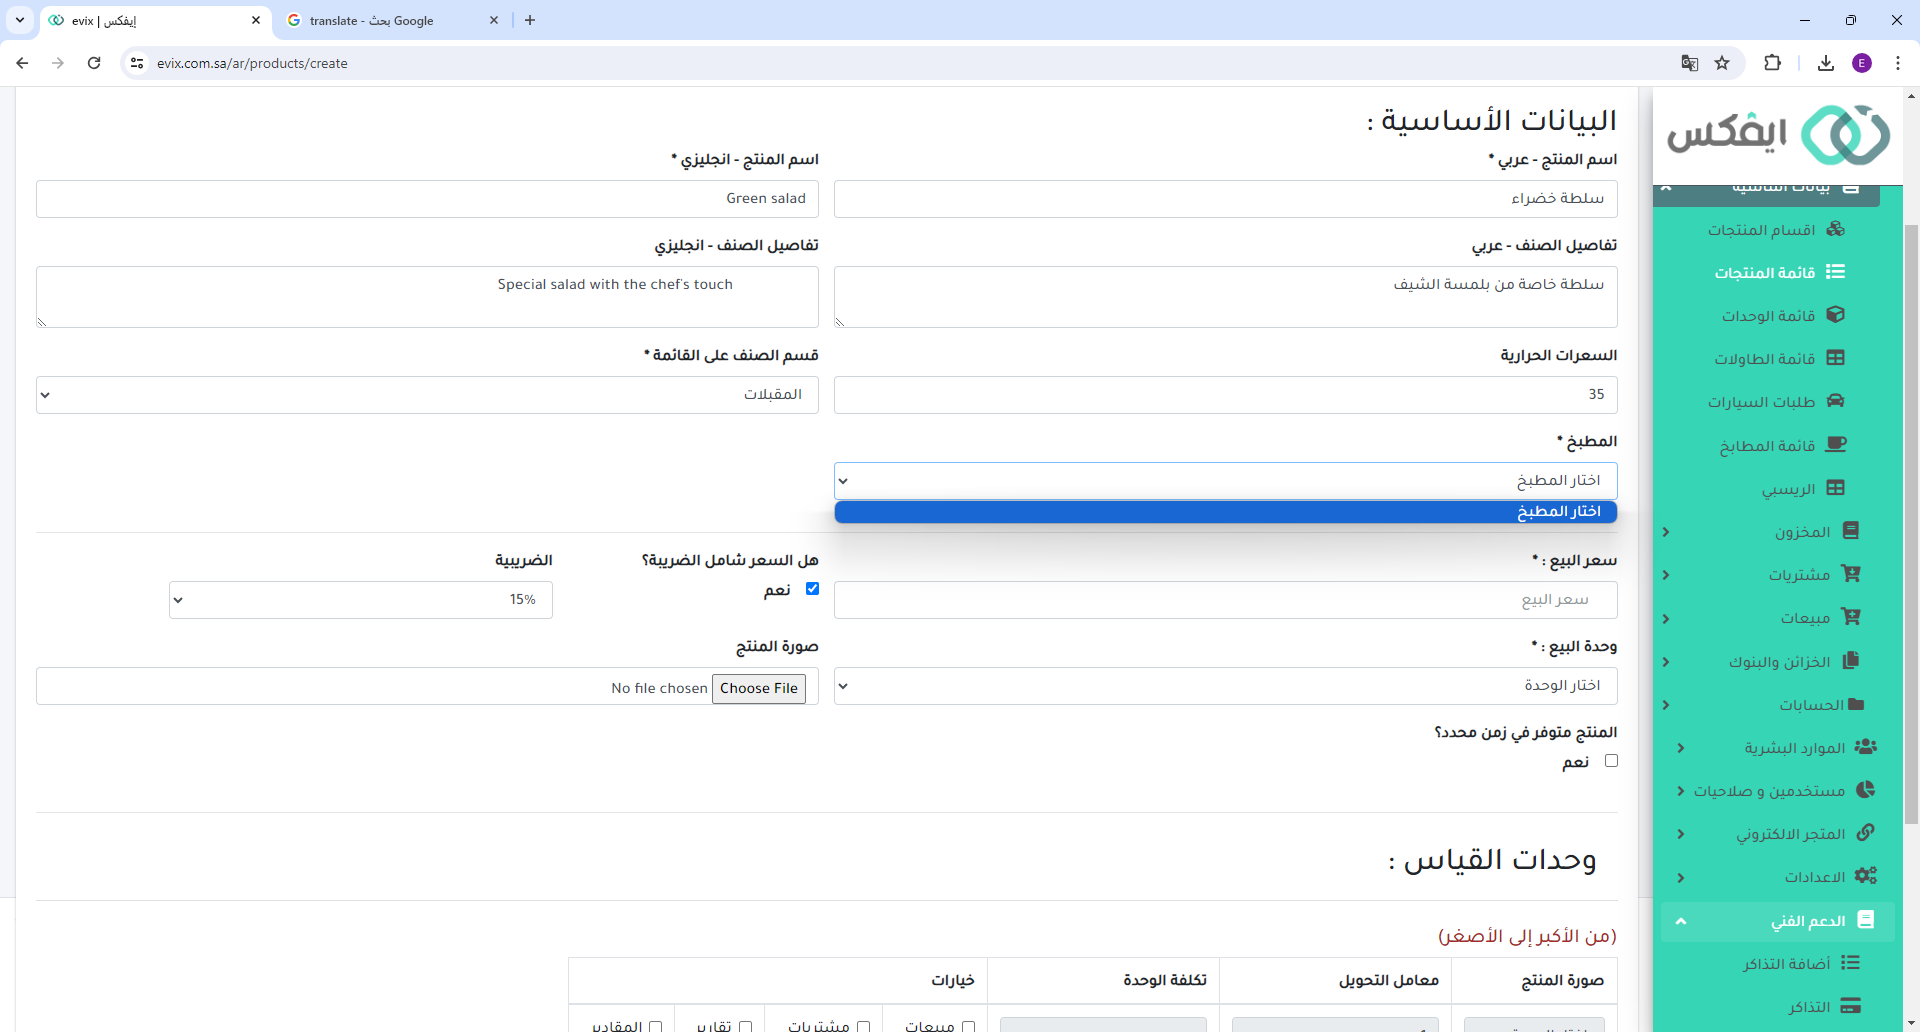 evix | إيفكس
translate - بحث Google
evix.com.sa/ar/products/create
E
ايفكس
بيانات أساسية
اقسام المنتجات
قائمة المنتجات
قائمة الوحدات
قائمة الطاولات
طلبات السيارات
قائمة المطابخ
الريسبي
المخزون
مشتريات
مبيعات
الخزائن والبنوك
الحسابات
الموارد البشرية
مستخدمين و صلاحيات
المتجر الالكتروني
الاعدادات
الدعم الفني
أضافة التذاكر
التذاكر
البيانات الأساسية :
اسم المنتج - عربي *
اسم المنتج - انجليزي *
سلطة خضراء
Green salad
تفاصيل الصنف - عربي
تفاصيل الصنف - انجليزي
سلطة خاصة من بلمسة الشيف
Special salad with the chef's touch
السعرات الحرارية
قسم الصنف على القائمة *
35
المقبلات
المطبخ *
اختار المطبخ
اختار المطبخ
سعر البيع : *
هل السعر شامل الضريبة؟
الضريبية
سعر البيع
نعم
15%
وحدة البيع : *
صورة المنتج
اختار الوحدة
Choose File No file chosen
المنتج متوفر في زمن محدد؟
نعم
وحدات القياس :
(من الأكبر إلى الأصغر)
صورة المنتج
معامل التحويل
تكلفة الوحدة
خيارات
مبيعات
مشتريات
تقارير
المقادير